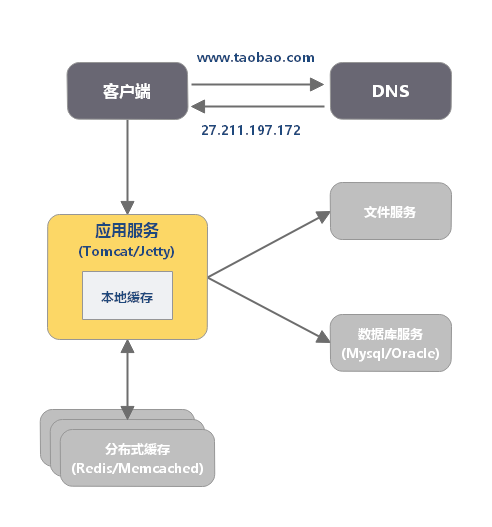 www.taobao.com
客户端
DNS
27.211.197.172
应用服务
(Tomcat/Jetty)
本地缓存
文件服务
数据库服务
(Mysql/Oracle)
分布式缓存
(Redis/Memcached)